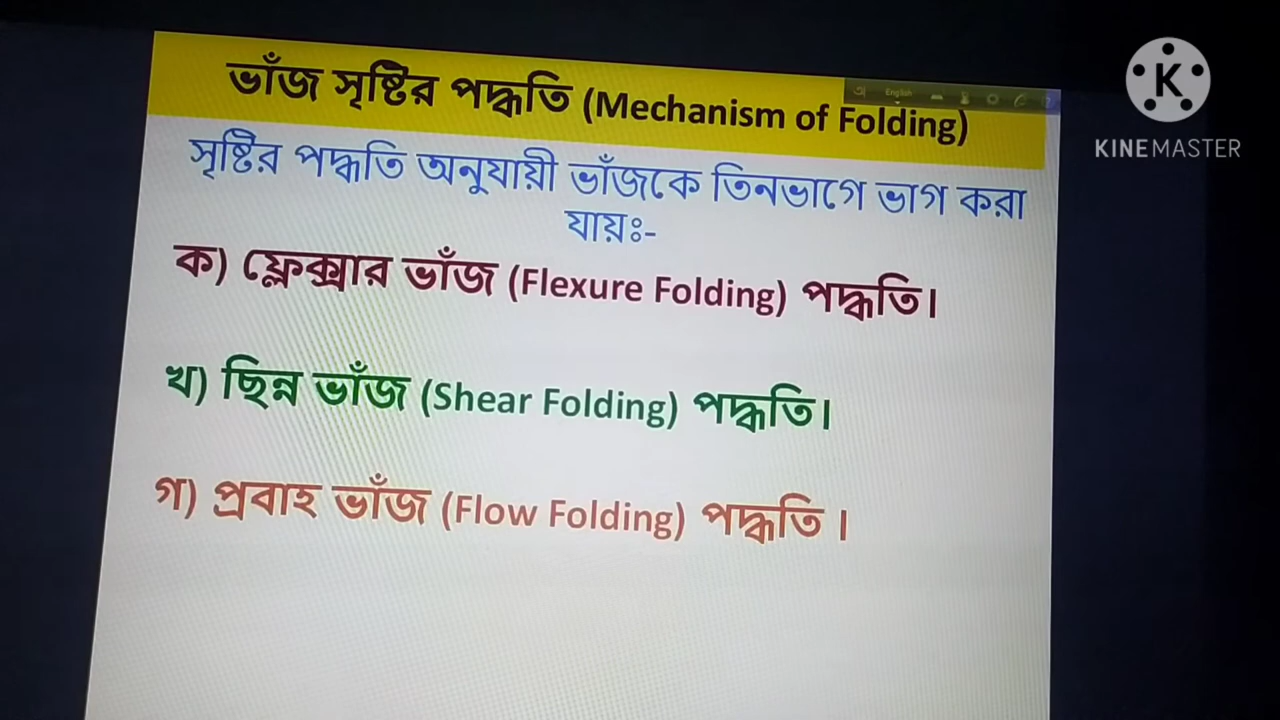 ভাঁজ সৃষ্টির পদ্ধতি (Mechanism of Folding)
English
KINEMASTER
সৃষ্টির পদ্ধতি অনুযায়ী ভাঁজকে তিনভাগে ভাগ করা
যায়ঃ-
ক) ফ্লেক্সার ভাঁজ (Flexure Folding) পদ্ধতি।
খ) ছিন্ন ভাঁজ (Shear Folding) পদ্ধতি।
গ) প্রবাহ ভাঁজ (Flow Folding) পদ্ধতি ।